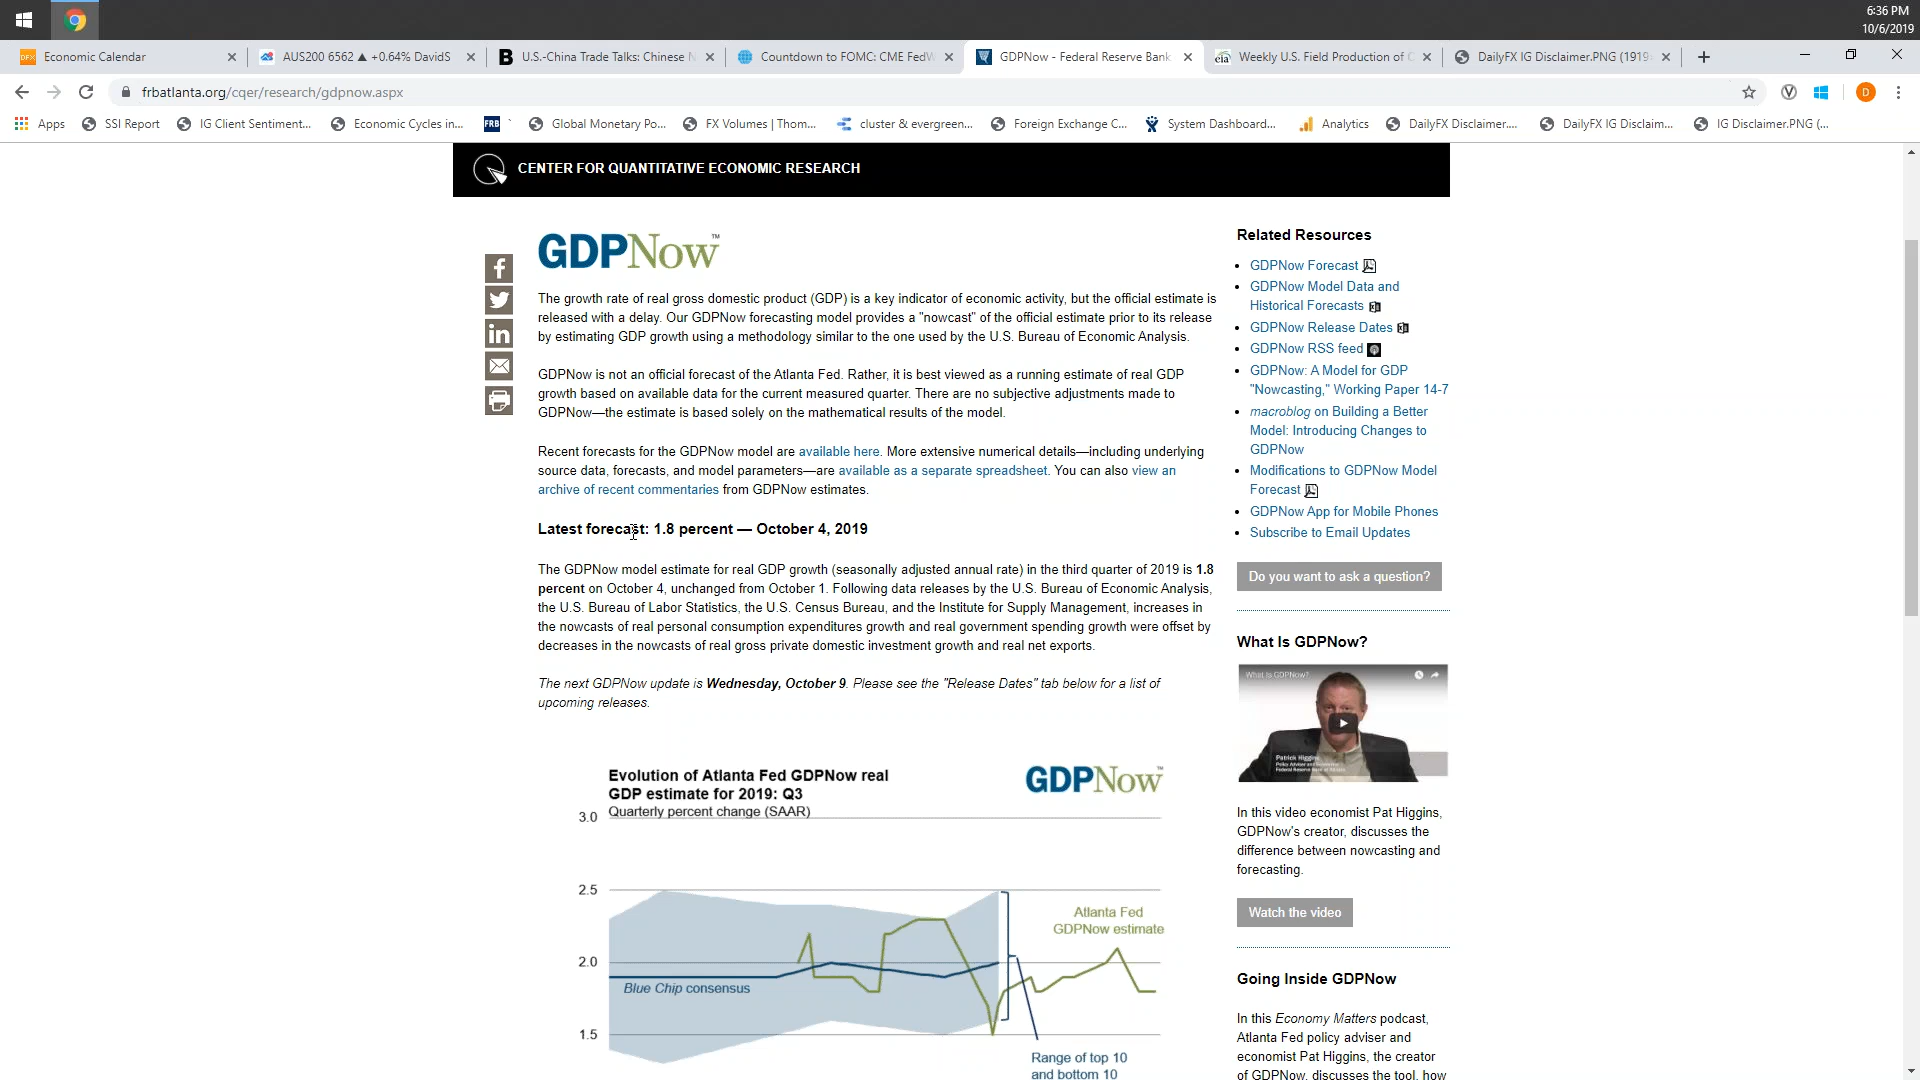 6:36 PM
10/6/2019
Economic Calendar
AUS200 6562 ▲ +0.64% DavidS
U.S.-China Trade Talks: Chinese N
Countdown to FOMC: CME FedW
GDPNow - Federal Reserve Bank
Weekly U.S. Field Production of C
DailyFX IG Disclaimer.PNG (1919×
frbatlanta.org/cqer/research/gdpnow.aspx
D
Apps
SSI Report
IG Client Sentiment...
Economic Cycles in...
FRB
Global Monetary Po...
FX Volumes | Thom...
cluster & evergreen...
Foreign Exchange C...
System Dashboard...
Analytics
DailyFX Disclaimer....
DailyFX IG Disclaim...
IG Disclaimer.PNG (...
CENTER FOR QUANTITATIVE ECONOMIC RESEARCH
GDPNow™
The growth rate of real gross domestic product (GDP) is a key indicator of economic activity, but the official estimate is
released with a delay. Our GDPNow forecasting model provides a "nowcast" of the official estimate prior to its release
by estimating GDP growth using a methodology similar to the one used by the U.S. Bureau of Economic Analysis.
GDPNow is not an official forecast of the Atlanta Fed. Rather, it is best viewed as a running estimate of real GDP
growth based on available data for the current measured quarter. There are no subjective adjustments made to
GDPNow—the estimate is based solely on the mathematical results of the model.
Recent forecasts for the GDPNow model are available here. More extensive numerical details—including underlying
source data, forecasts, and model parameters—are available as a separate spreadsheet. You can also view an
archive of recent commentaries from GDPNow estimates.
Latest forecast: 1.8 percent — October 4, 2019
The GDPNow model estimate for real GDP growth (seasonally adjusted annual rate) in the third quarter of 2019 is 1.8
percent on October 4, unchanged from October 1. Following data releases by the U.S. Bureau of Economic Analysis,
the U.S. Bureau of Labor Statistics, the U.S. Census Bureau, and the Institute for Supply Management, increases in
the nowcasts of real personal consumption expenditures growth and real government spending growth were offset by
decreases in the nowcasts of real gross private domestic investment growth and real net exports.
The next GDPNow update is Wednesday, October 9. Please see the "Release Dates" tab below for a list of
upcoming releases.
Evolution of Atlanta Fed GDPNow real
GDP estimate for 2019: Q3
Quarterly percent change (SAAR)
GDPNow™
3.0
2.5
2.0
1.5
Atlanta Fed
GDPNow estimate
Blue Chip consensus
Range of top 10
and bottom 10
Related Resources
GDPNow Forecast
GDPNow Model Data and
Historical Forecasts
GDPNow Release Dates
GDPNow RSS feed
GDPNow: A Model for GDP
"Nowcasting," Working Paper 14-7
macroblog on Building a Better
Model: Introducing Changes to
GDPNow
Modifications to GDPNow Model
Forecast
GDPNow App for Mobile Phones
Subscribe to Email Updates
Do you want to ask a question?
What Is GDPNow?
What Is GDPNow?
Patrick Higgins
In this video economist Pat Higgins,
GDPNow's creator, discusses the
difference between nowcasting and
forecasting.
Watch the video
Going Inside GDPNow
In this Economy Matters podcast,
Atlanta Fed policy adviser and
economist Pat Higgins, the creator
of GDPNow, discusses the tool, how